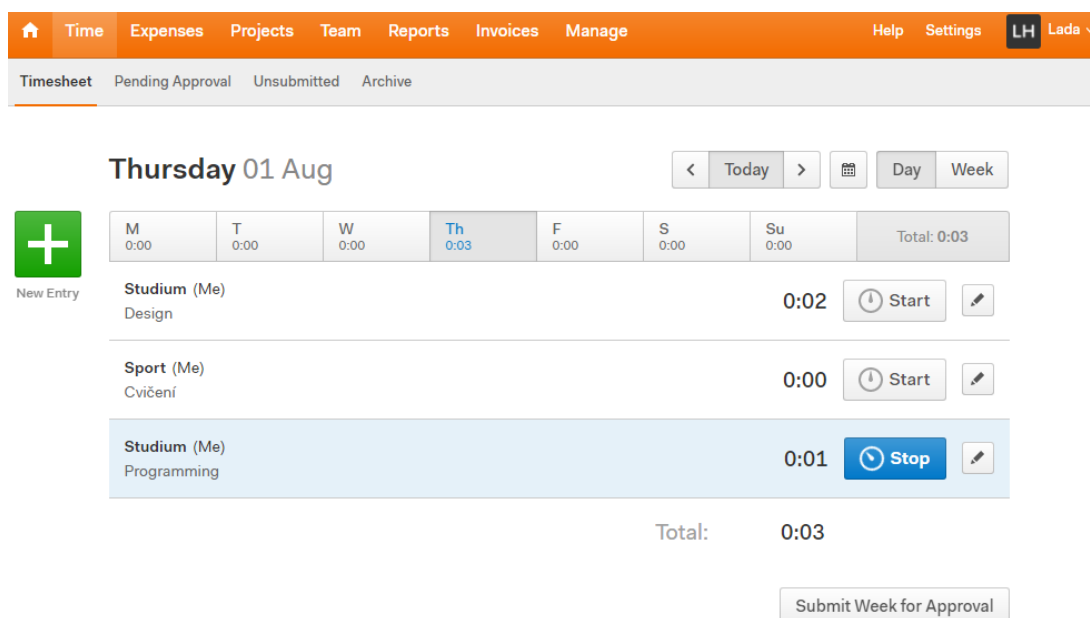 Time Expenses Projects Team Reports Invoices Manage Help Settings LH Lada
Timesheet Pending Approval Unsubmitted Archive
Thursday 01 Aug
Today Day Week
New Entry
M T W Th F S Su
0:00 0:00 0:00 0:03 0:00 0:00 0:00 Total: 0:03
Studium (Me)
Design
0:02 Start
Sport (Me)
Cvičení
0:00 Start
Studium (Me)
Programming
0:01 Stop
Total: 0:03
Submit Week for Approval